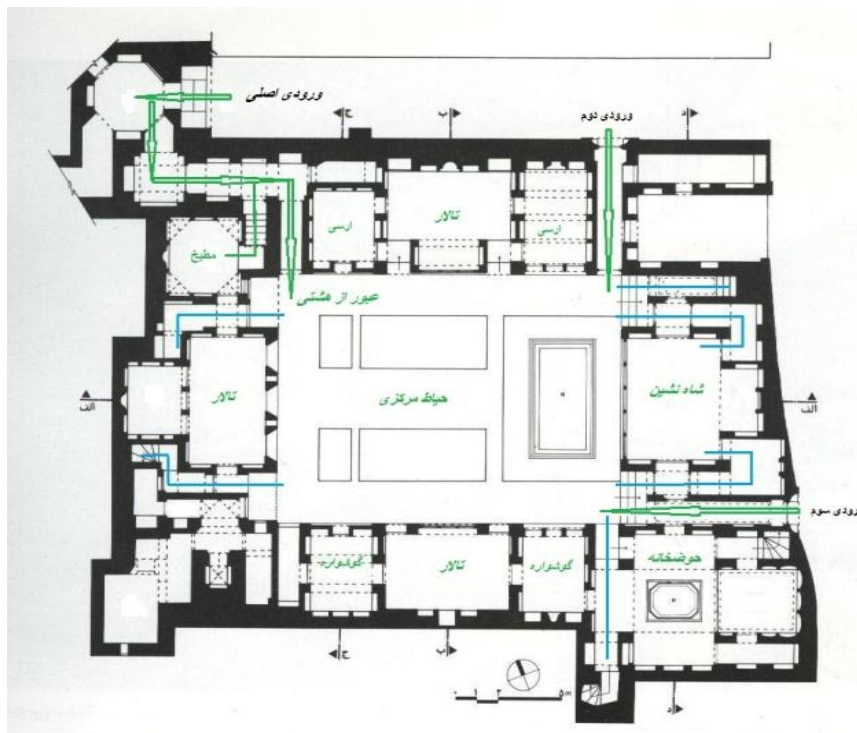 ورودی اصلی
ورودی دوم
ح
ب
د
ارسی
تالار
ارسی
مطبخ
عبور از هشتی
تالار
حیاط مرکزی
شاه نشین
الف
الف
ورودی سوم
گوشواره
تالار
گوشواره
حوضخانه
ح
ب
د
۵m